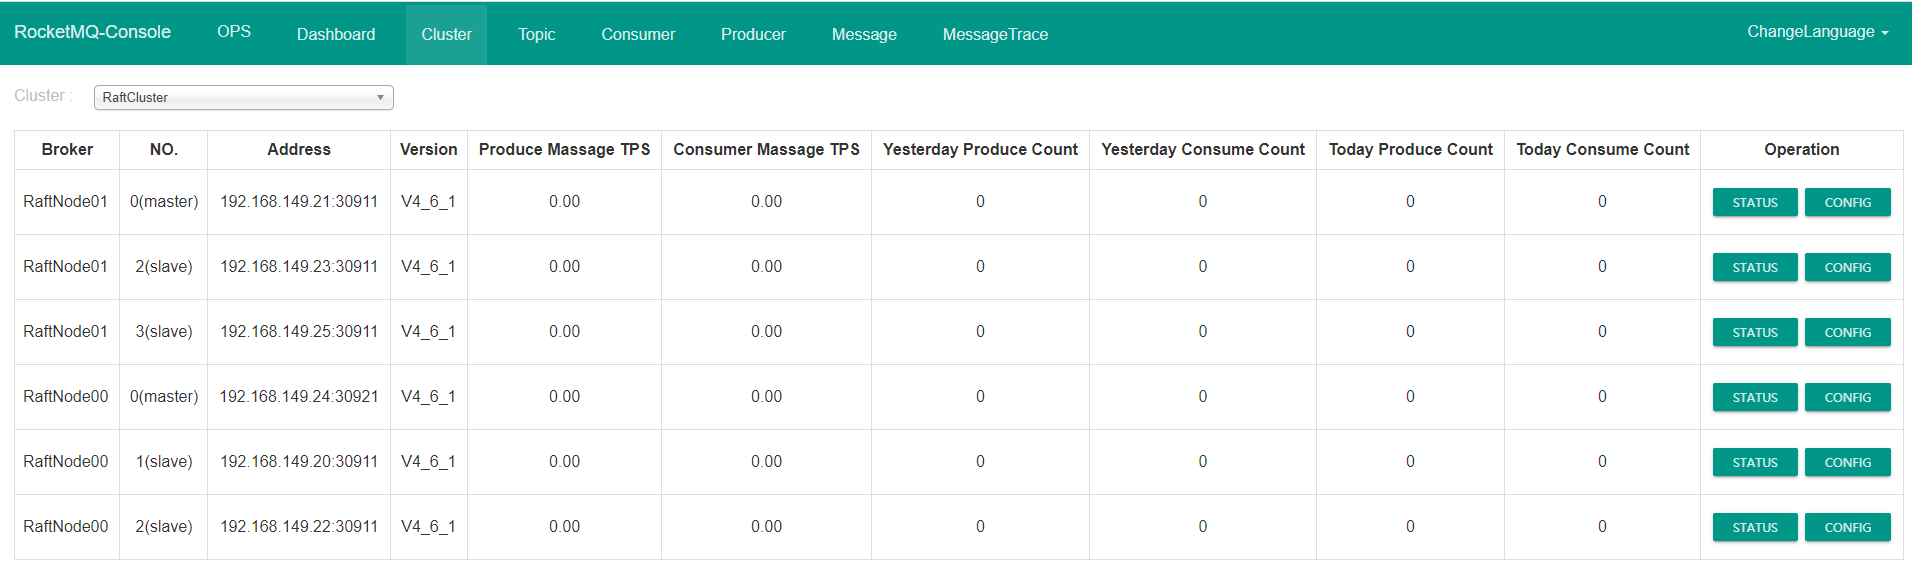 RocketMQ-Console OPS Dashboard Cluster Topic Consumer Producer Message MessageTrace ChangeLanguage
Cluster : RaftCluster
Broker NO. Address Version Produce Massage TPS Consumer Massage TPS Yesterday Produce Count Yesterday Consume Count Today Produce Count Today Consume Count Operation
RaftNode01 0(master) 192.168.149.21:30911 V4_6_1 0.00 0.00 0 0 0 0 STATUS CONFIG
RaftNode01 2(slave) 192.168.149.23:30911 V4_6_1 0.00 0.00 0 0 0 0 STATUS CONFIG
RaftNode01 3(slave) 192.168.149.25:30911 V4_6_1 0.00 0.00 0 0 0 0 STATUS CONFIG
RaftNode00 0(master) 192.168.149.24:30921 V4_6_1 0.00 0.00 0 0 0 0 STATUS CONFIG
RaftNode00 1(slave) 192.168.149.20:30911 V4_6_1 0.00 0.00 0 0 0 0 STATUS CONFIG
RaftNode00 2(slave) 192.168.149.22:30911 V4_6_1 0.00 0.00 0 0 0 0 STATUS CONFIG